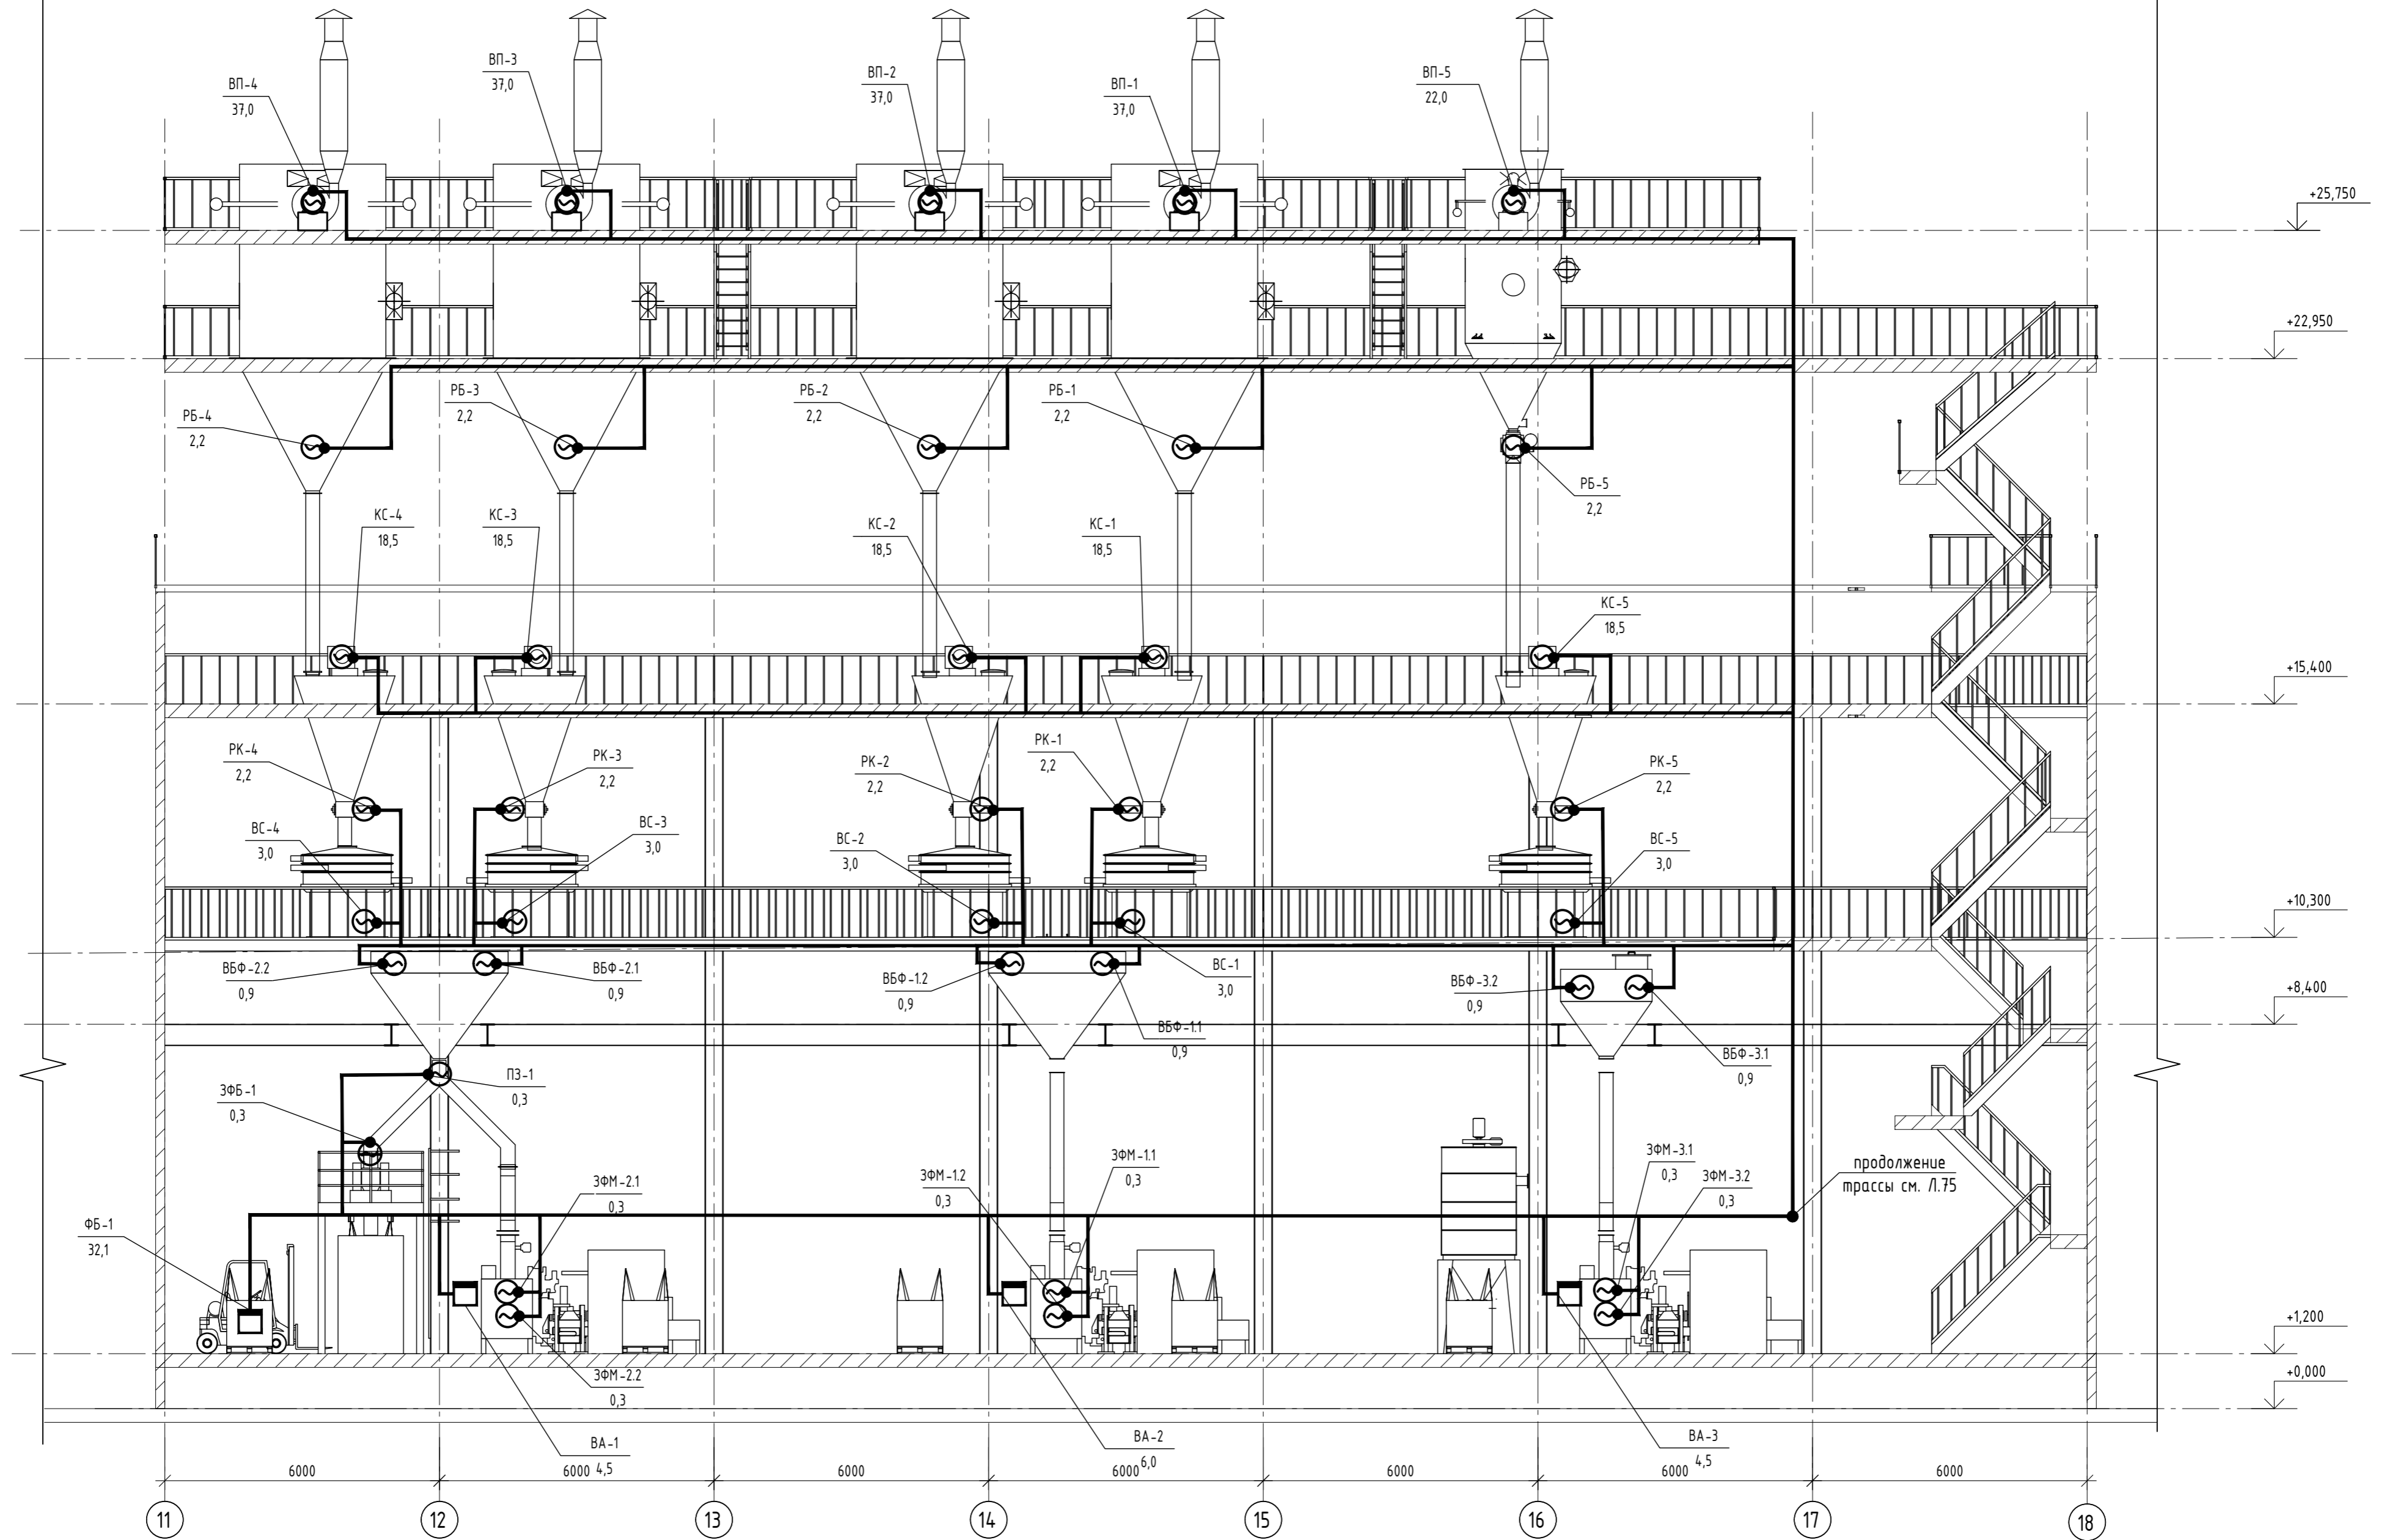 ВП-4
37,0
ВП-3
37,0
ВП-2
37,0
ВП-1
37,0
ВП-5
22,0
+25,750
+22,950
РБ-4
2,2
РБ-3
2,2
РБ-2
2,2
РБ-1
2,2
РБ-5
2,2
КС-4
18,5
КС-3
18,5
КС-2
18,5
КС-1
18,5
КС-5
18,5
+15,400
РК-4
2,2
РК-3
2,2
РК-2
2,2
РК-1
2,2
РК-5
2,2
ВС-4
3,0
ВС-3
3,0
ВС-2
3,0
ВС-5
3,0
+10,300
ВБФ-2.2
0,9
ВБФ-2.1
0,9
ВБФ-1.2
0,9
ВС-1
3,0
ВБФ-3.2
0,9
+8,400
ВБФ-1.1
0,9
ВБФ-3.1
0,9
ПЗ-1
0,3
ЗФБ-1
0,3
ЗФМ-2.1
0,3
ЗФМ-1.2
0,3
ЗФМ-1.1
0,3
ЗФМ-3.1
0,3
ЗФМ-3.2
0,3
продолжение
трассы см. Л.75
ФБ-1
32,1
+1,200
ЗФМ-2.2
0,3
+0,000
ВА-1
4,5
ВА-2
6,0
ВА-3
4,5
6000
6000
6000
6000
6000
6000
6000
11
12
13
14
15
16
17
18